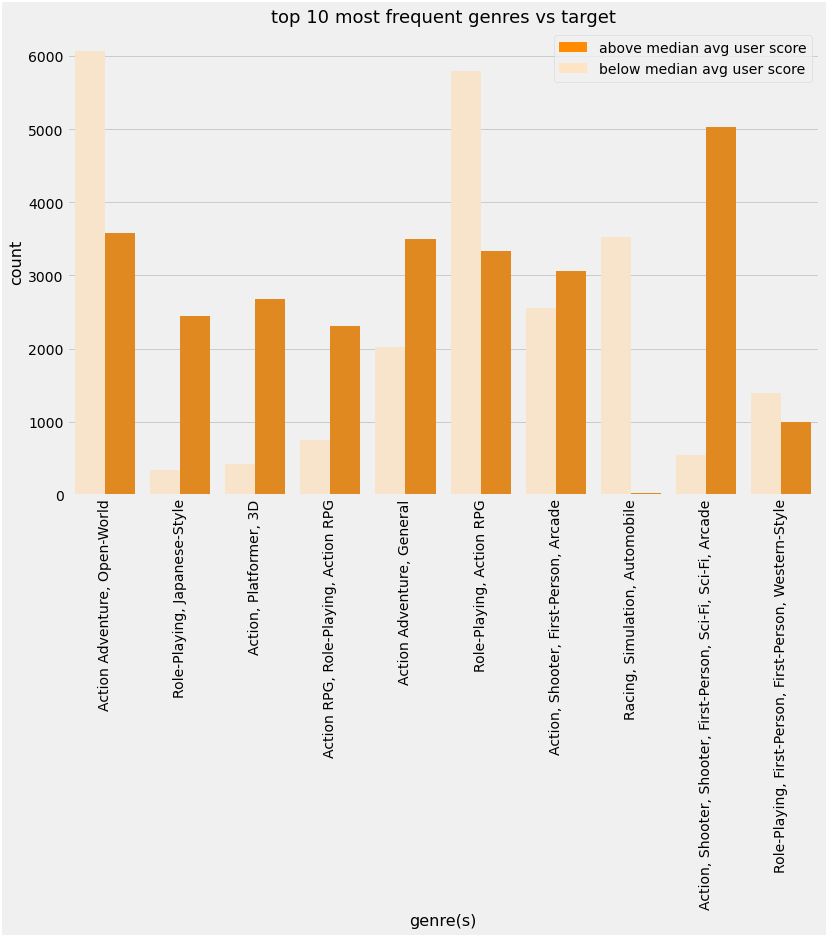 top 10 most frequent genres vs target
above median avg user score
below median avg user score
6000
5000
4000
3000
2000
1000
0
count
Action Adventure, Open-World
Role-Playing, Japanese-Style
Action, Platformer, 3D
Action RPG, Role-Playing, Action RPG
Action Adventure, General
Role-Playing, Action RPG
Action, Shooter, First-Person, Arcade
Racing, Simulation, Automobile
Action, Shooter, Shooter, First-Person, Sci-Fi, Sci-Fi, Arcade
Role-Playing, First-Person, First-Person, Western-Style
genre(s)